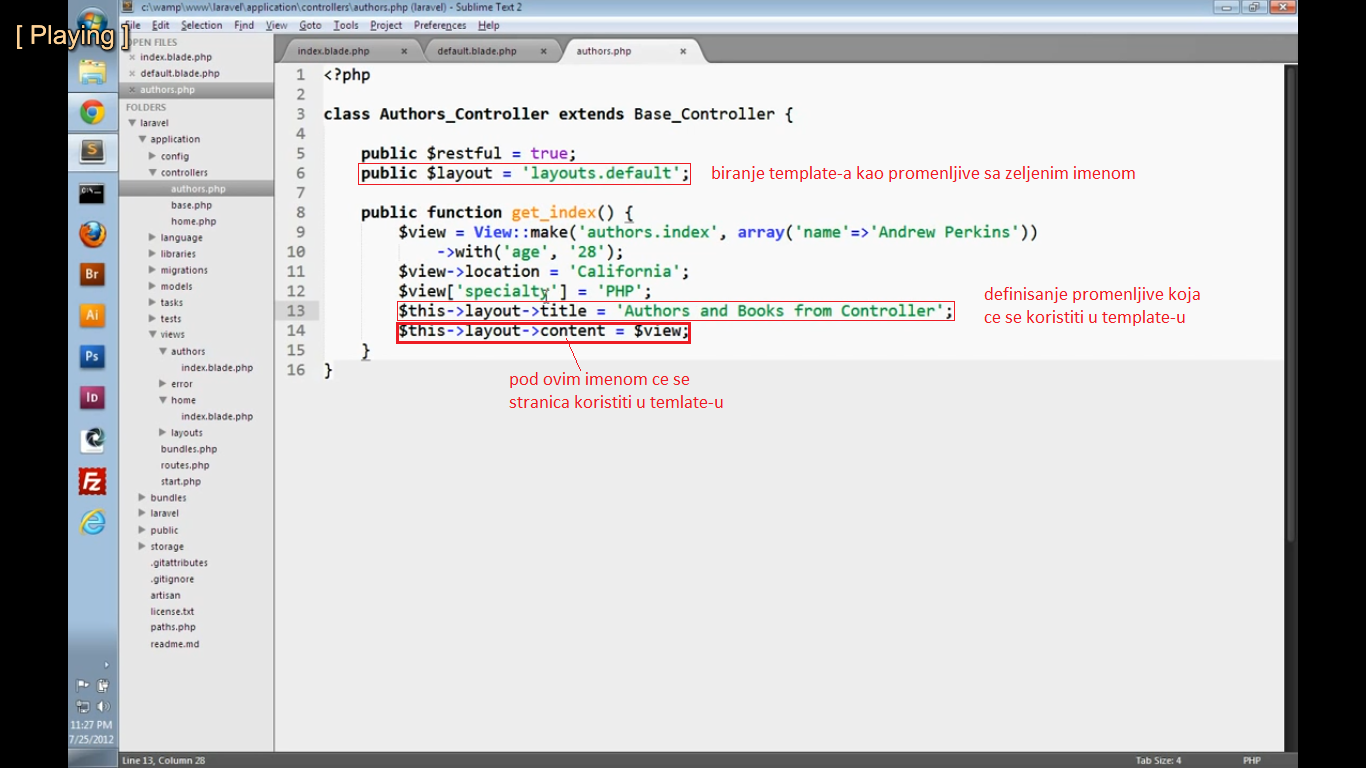 c:\wamp\www\laravel\application\controllers\authors.php (laravel) - Sublime Text 2
[ Playing ]
File Edit Selection Find View Goto Tools Project Preferences Help
OPEN FILES
index.blade.php
default.blade.php
authors.php
FOLDERS
laravel
application
config
controllers
authors.php
base.php
home.php
language
libraries
migrations
models
tasks
tests
views
authors
index.blade.php
error
home
index.blade.php
layouts
bundles.php
routes.php
start.php
bundles
laravel
public
storage
.gitattributes
.gitignore
artisan
license.txt
paths.php
readme.md
index.blade.php default.blade.php authors.php
1 <?php
2
3 class Authors_Controller extends Base_Controller {
4
5 public $restful = true;
6 public $layout = 'layouts.default'; biranje template-a kao promenljive sa zeljenim imenom
7
8 public function get_index() {
9 $view = View::make('authors.index', array('name'=>'Andrew Perkins'))
10 ->with('age', '28');
11 $view->location = 'California';
12 $view['specialty'] = 'PHP';
13 $this->layout->title = 'Authors and Books from Controller';
14 $this->layout->content = $view;
15 }
16 }
definisanje promenljive koja
ce se koristiti u template-u
pod ovim imenom ce se
stranica koristiti u temlate-u
Br
Ai
Ps
Id
Fz
11:27 PM
7/25/2012
Line 13, Column 28 Tab Size: 4 PHP